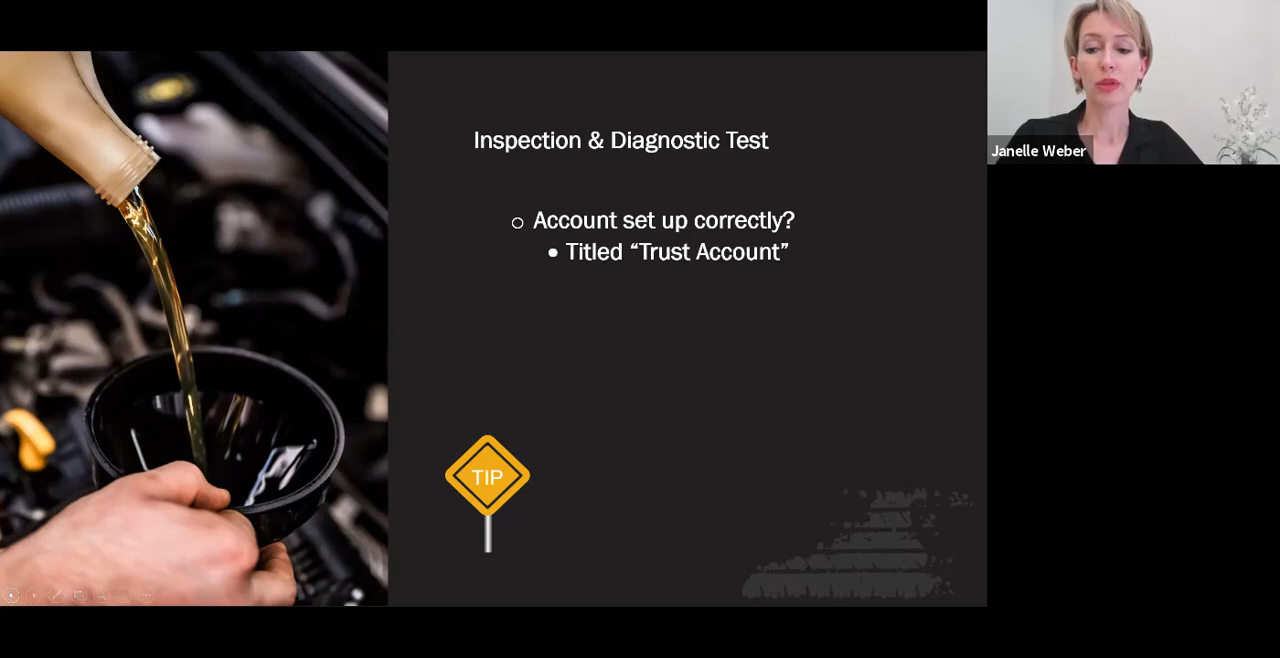 Inspection & Diagnostic Test
○ Account set up correctly?
• Titled “Trust Account”
TIP
Janelle Weber